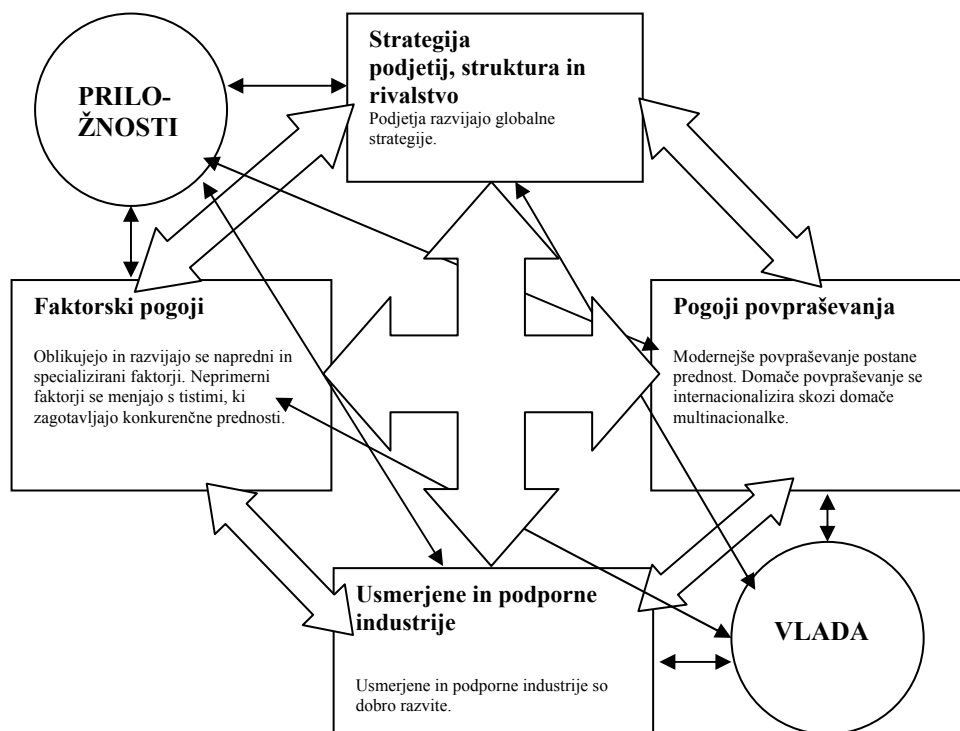 Strategija
podjetij, struktura in
rivalstvo
Podjetja razvijajo globalne
strategije.
PRILO-
ŽNOSTI
Faktorski pogoji
Oblikujejo in razvijajo se napredni in
specializirani faktorji. Neprimerni
faktorji se menjajo s tistimi, ki
zagotavljajo konkurenčne prednosti.
Pogoji povpraševanja
Modernejše povpraševanje postane
prednost. Domače povpraševanje se
internacionalizira skozi domače
multinacionalke.
Usmerjene in podporne
industrije
Usmerjene in podporne industrije so
dobro razvite.
VLADA